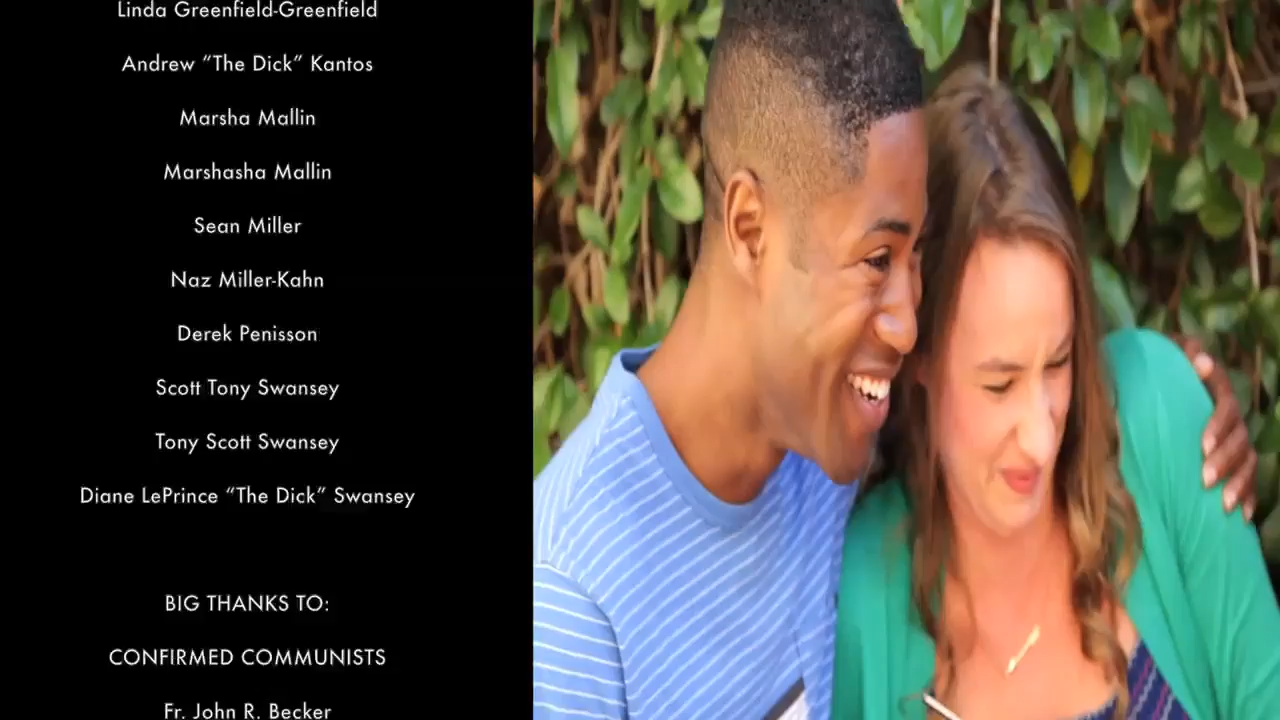 Linda Greenfield-Greenfield
Andrew “The Dick” Kantos
Marsha Mallin
Marshasha Mallin
Sean Miller
Naz Miller-Kahn
Derek Penisson
Scott Tony Swansey
Tony Scott Swansey
Diane LePrince “The Dick” Swansey
BIG THANKS TO:
CONFIRMED COMMUNISTS
Fr. John R. Becker